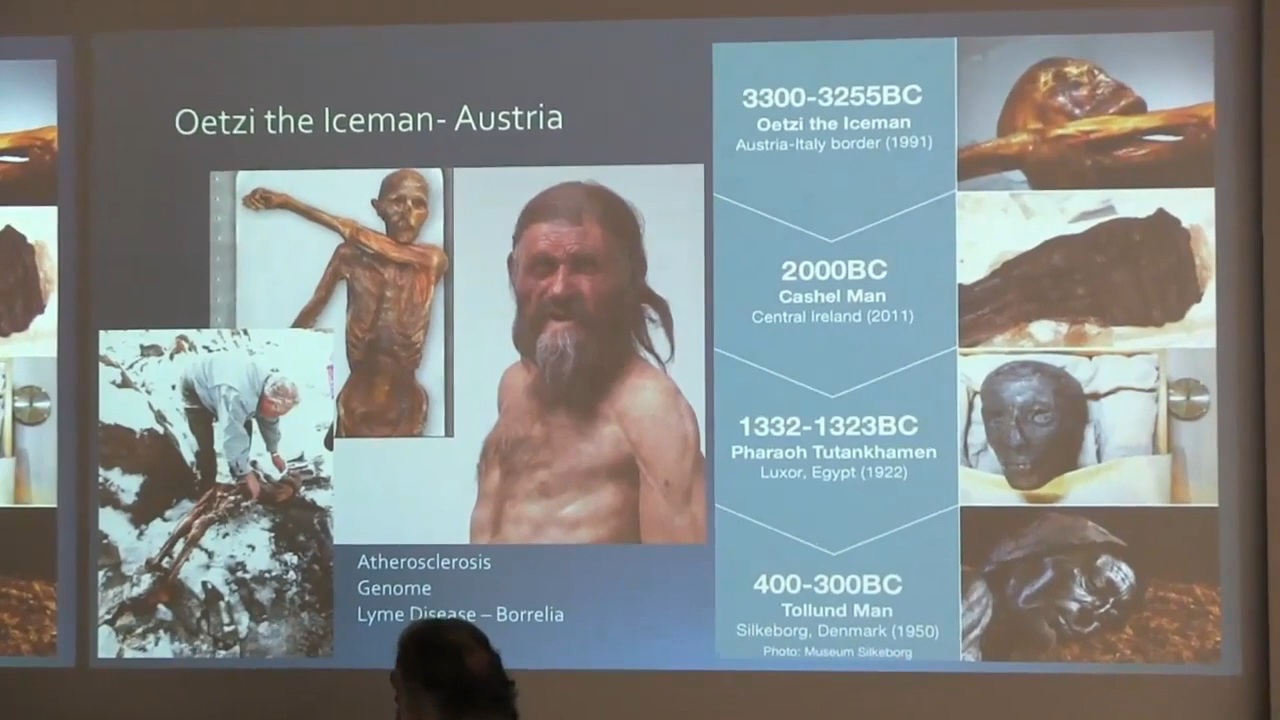 Oetzi the Iceman- Austria
Atherosclerosis
Genome
Lyme Disease – Borrelia
3300-3255BC
Oetzi the Iceman
Austria-Italy border (1991)
2000BC
Cashel Man
Central Ireland (2011)
1332-1323BC
Pharaoh Tutankhamen
Luxor, Egypt (1922)
400-300BC
Tollund Man
Silkeborg, Denmark (1950)
Photo: Museum Silkeborg